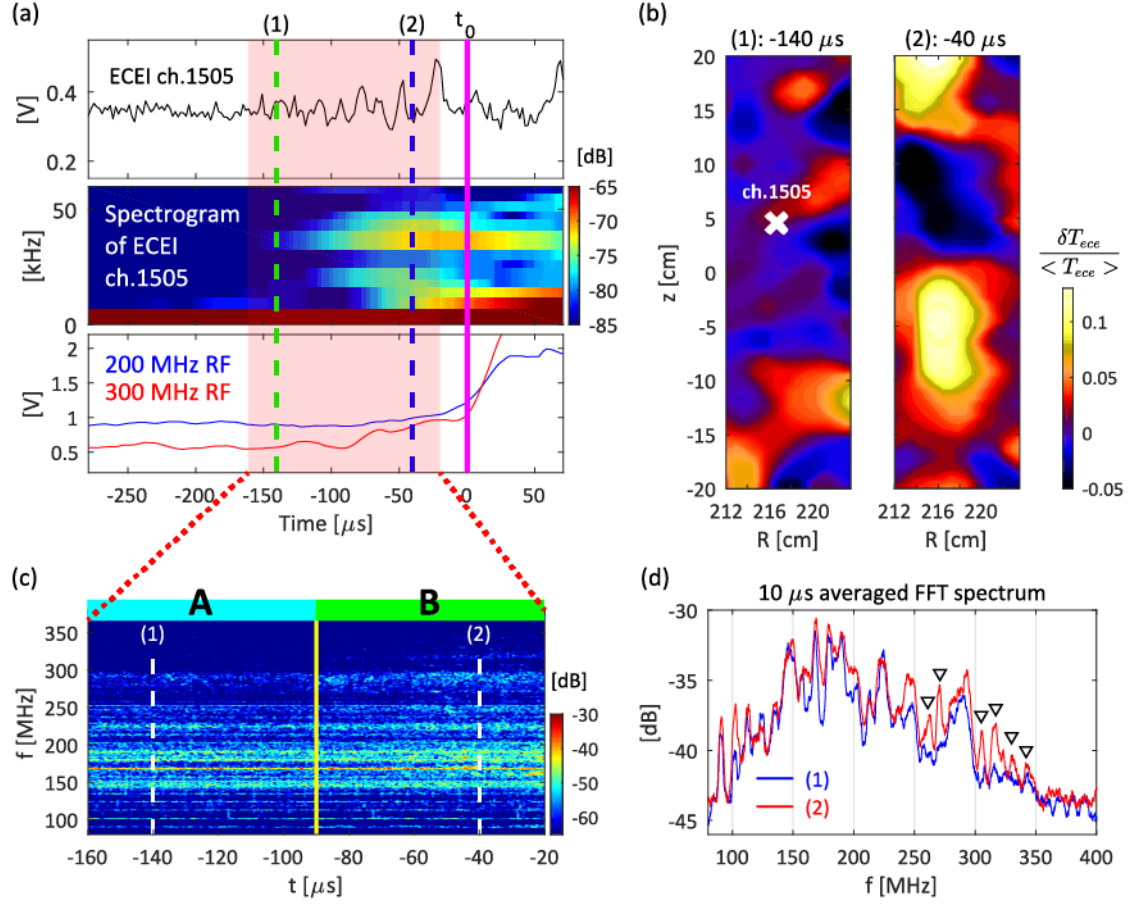 (a)
(1)
(2)
t0
ECEI ch.1505
0.4
0.2
[V]
[dB]
Spectrogram
of ECEI
ch.1505
50
0
[kHz]
-65
-70
-75
-80
-85
200 MHz RF
300 MHz RF
2
1.5
1
0.5
[V]
-250
-200
-150
-100
-50
0
50
Time [μs]
(b)
(1): -140 μs
(2): -40 μs
20
15
10
5
0
-5
-10
-15
-20
z [cm]
ch.1505
212 216 220
R [cm]
212 216 220
R [cm]
δTece
< Tece >
0.1
0.05
0
-0.05
(c)
A
B
(1)
(2)
350
300
250
200
150
100
f [MHz]
[dB]
-30
-40
-50
-60
-160
-140
-120
-100
-80
-60
-40
-20
t [μs]
(d)
10 μs averaged FFT spectrum
-30
-35
-40
-45
[dB]
(1)
(2)
100
150
200
250
300
350
400
f [MHz]